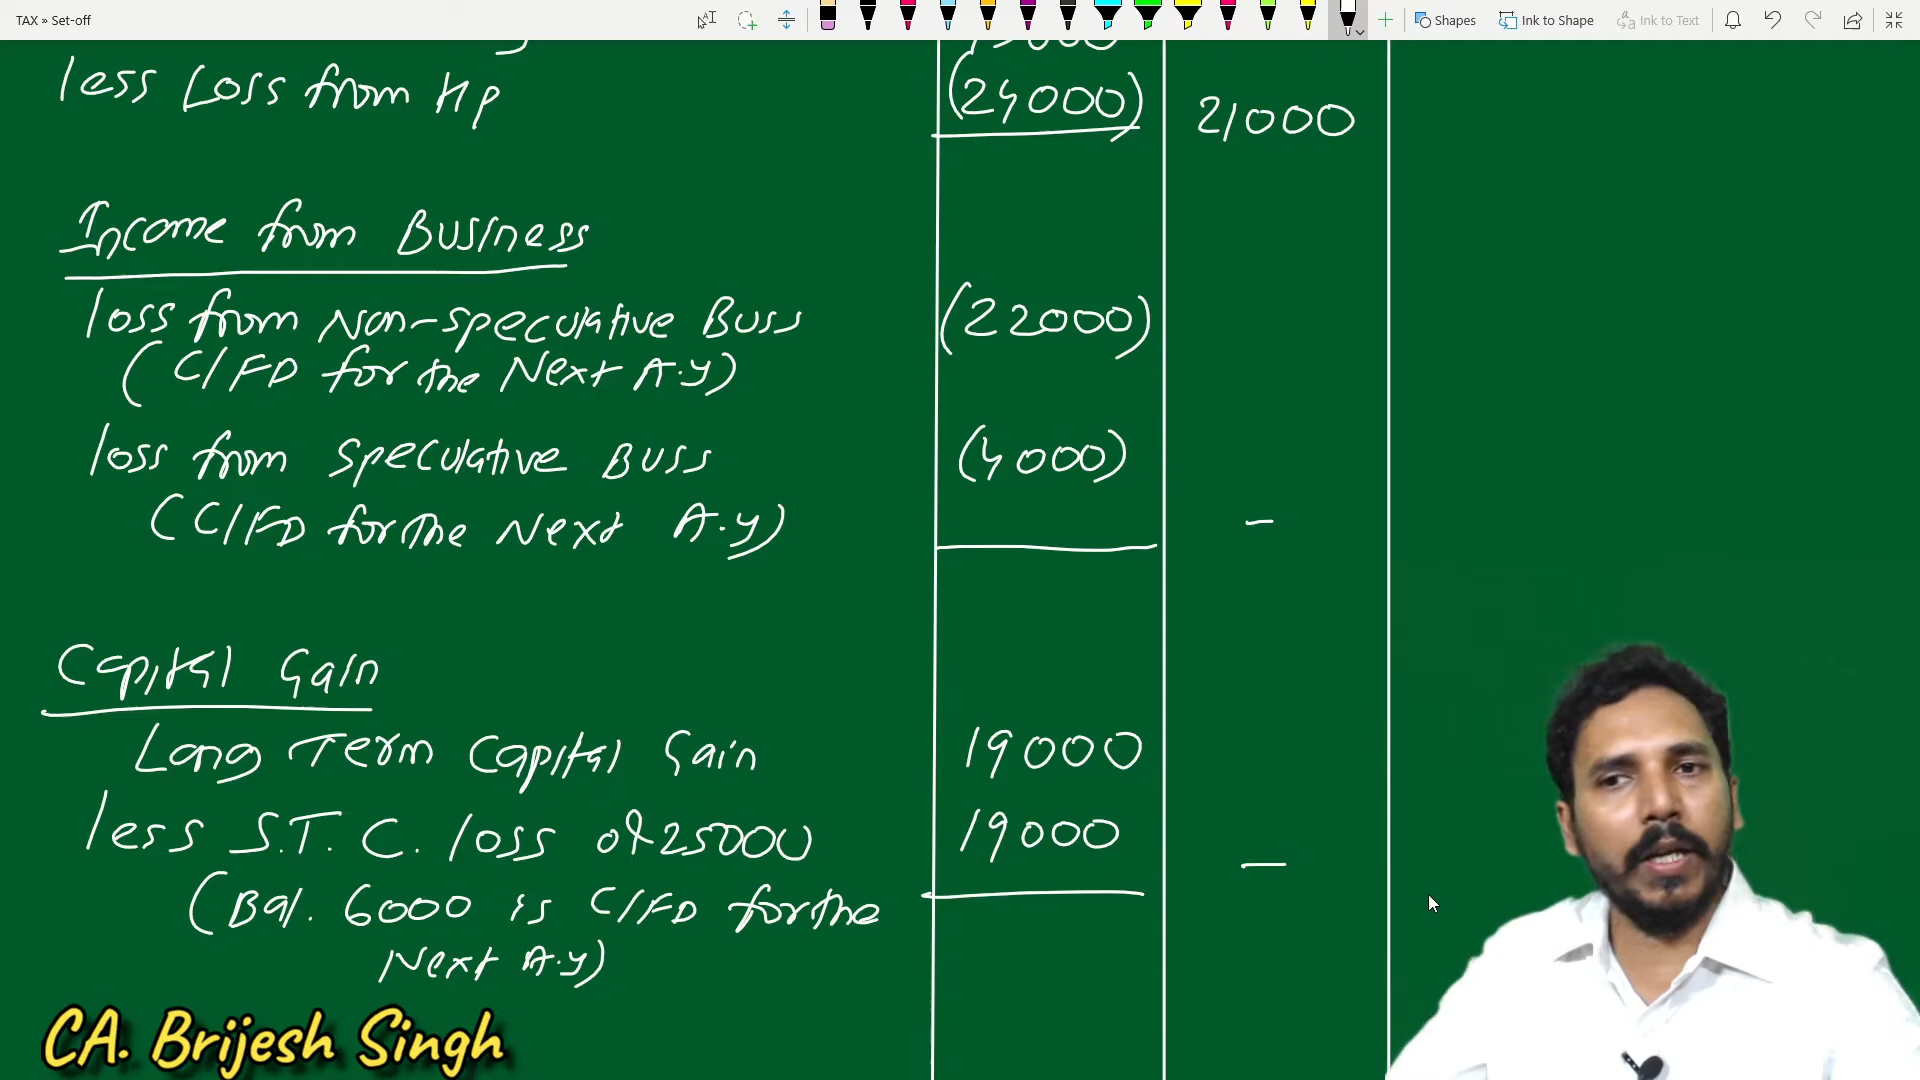 TAX » Set-off
Shapes
Ink to Shape
Ink to Text
less Loss from HP (24000) 21000
Income from Business
loss from Non-speculative Buss (22000)
(C/FD for the Next A.Y)
loss from speculative Buss (4000)
(C/FD for the Next A.Y) -
Capital Gain
Long Term Capital Gain 19000
less S.T.C. loss of 25000 19000 -
(Bal. 6000 is C/FD for the
Next A.Y)
CA. Brijesh Singh